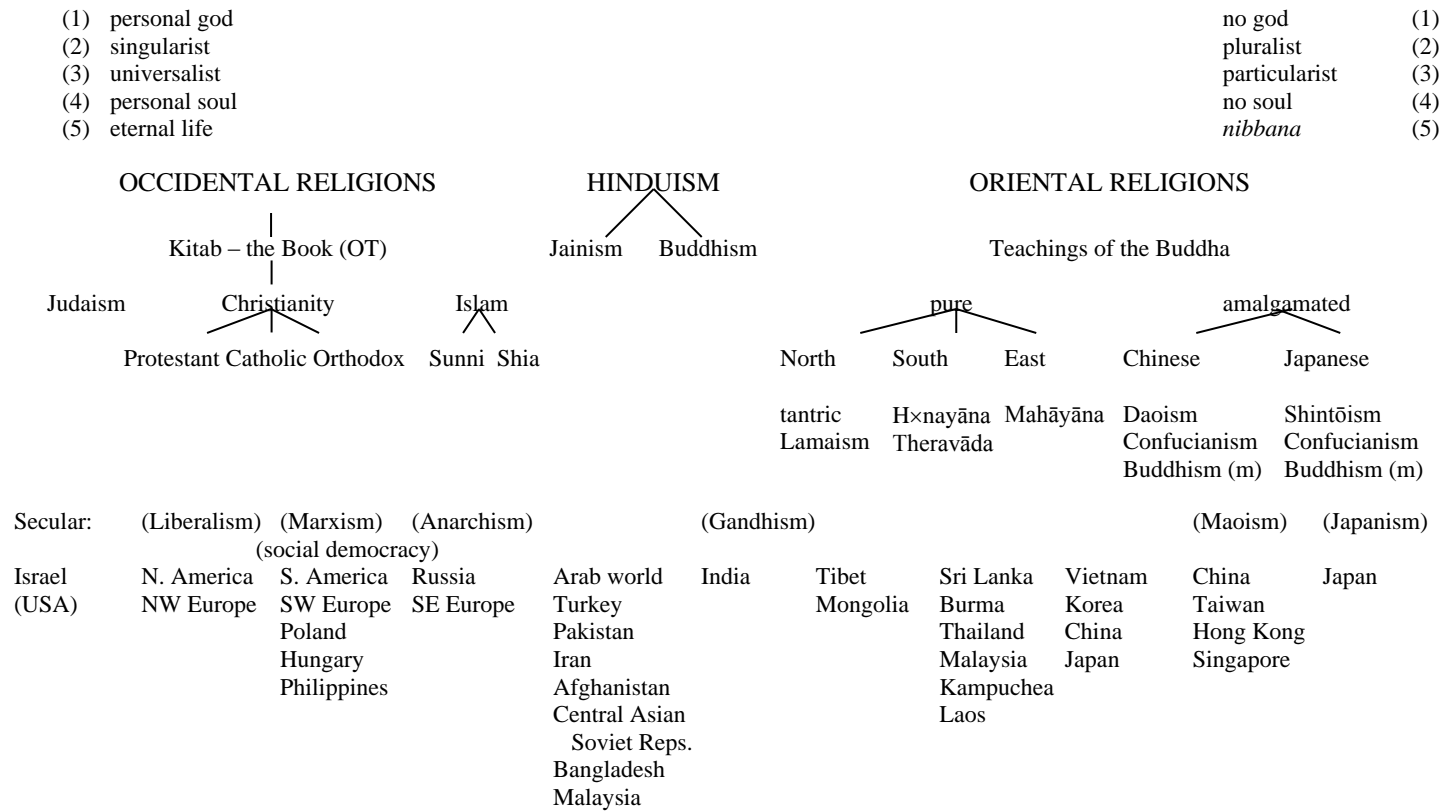 (1) personal god no god (1)
(2) singularist pluralist (2)
(3) universalist particularist (3)
(4) personal soul no soul (4)
(5) eternal life nibbana (5)
OCCIDENTAL RELIGIONS HINDUISM ORIENTAL RELIGIONS
Kitab – the Book (OT) Jainism Buddhism Teachings of the Buddha
Judaism Christianity Islam pure amalgamated
Protestant Catholic Orthodox Sunni Shia North South East Chinese Japanese
tantric H×nayāna Mahāyāna Daoism Shintōism
Lamaism Theravāda Confucianism Confucianism
Buddhism (m) Buddhism (m)
Secular: (Liberalism) (Marxism) (Anarchism) (Gandhism) (Maoism) (Japanism)
(social democracy)
Israel N. America S. America Russia Arab world India Tibet Sri Lanka Vietnam China Japan
(USA) NW Europe SW Europe SE Europe Turkey Mongolia Burma Korea Taiwan
Poland Pakistan Thailand China Hong Kong
Hungary Iran Malaysia Japan Singapore
Philippines Afghanistan Kampuchea
Central Asian Laos
Soviet Reps.
Bangladesh
Malaysia